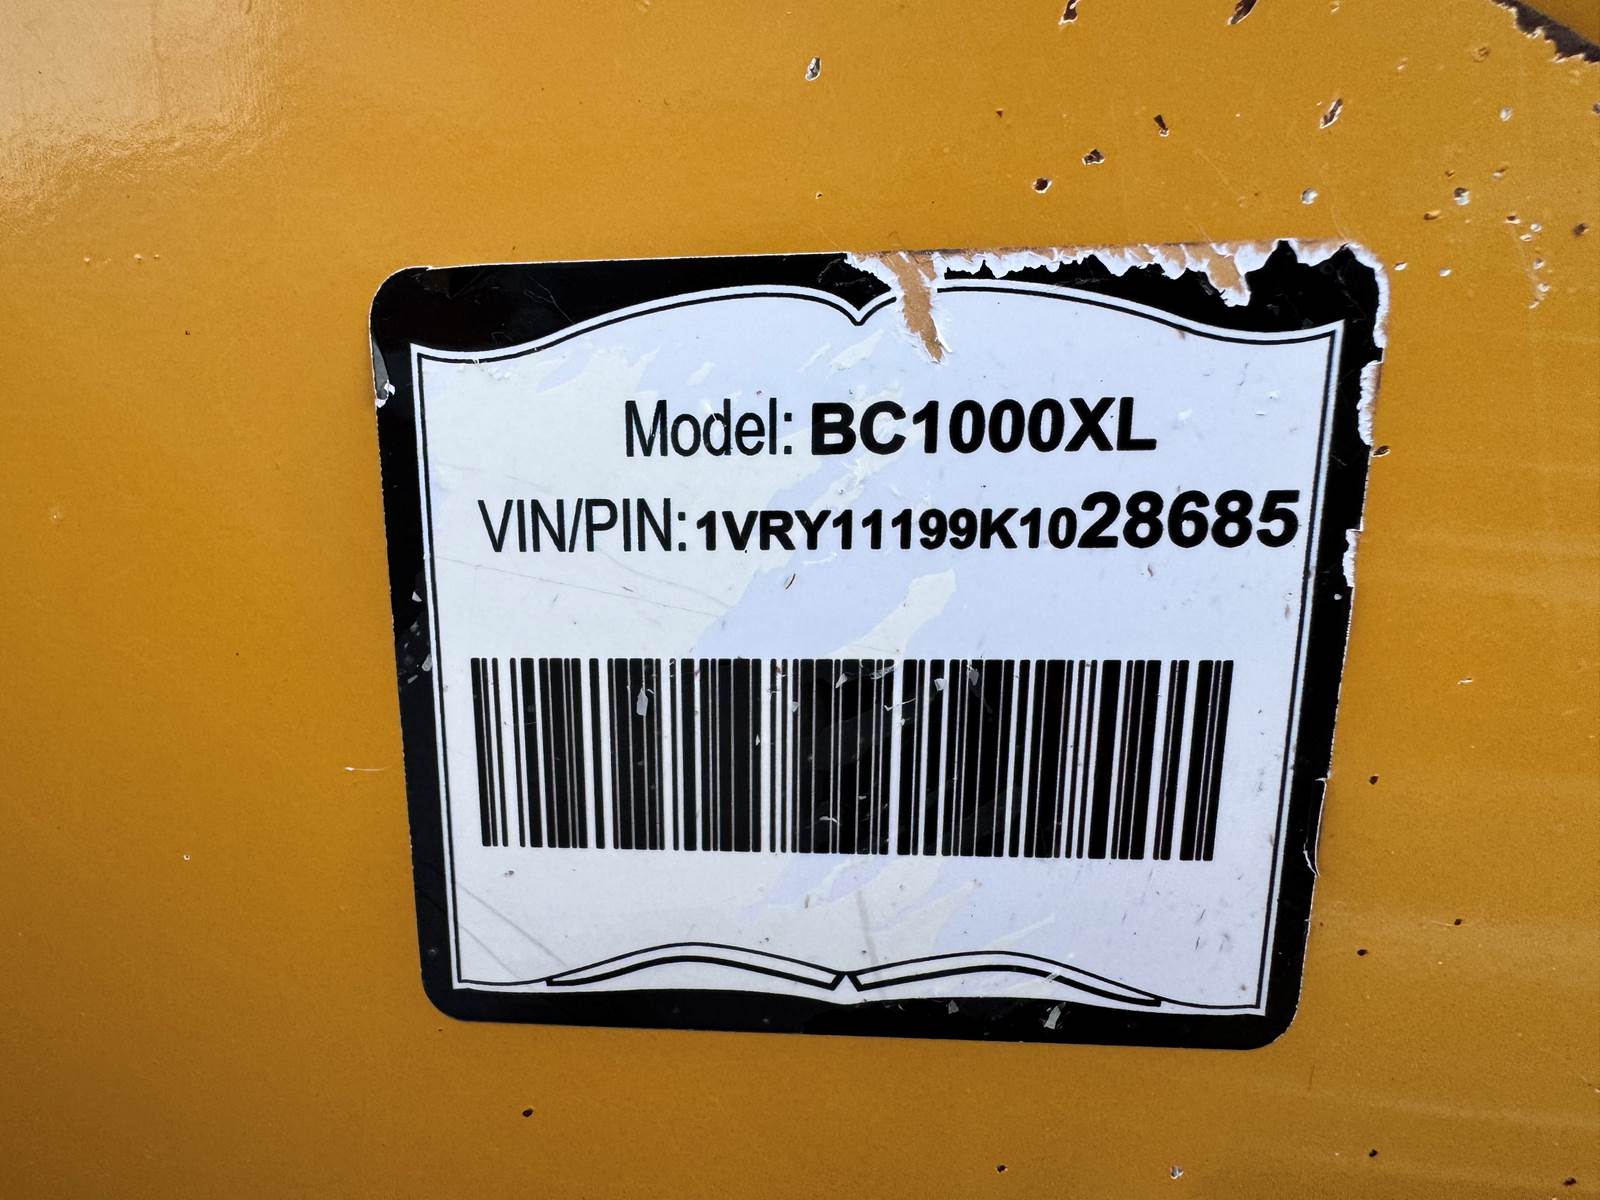 Model: BC1000XL
VIN/PIN: 1VRY11199K1028685